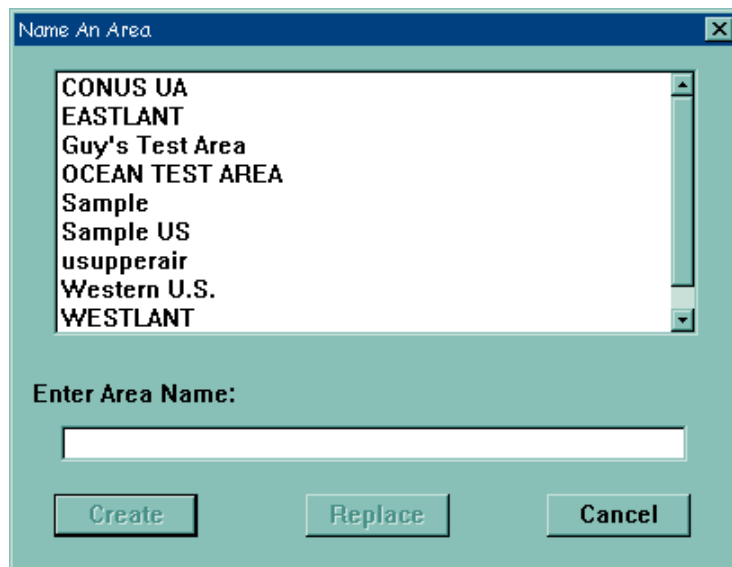 Name An Area
CONUS UA
EASTLANT
Guy's Test Area
OCEAN TEST AREA
Sample
Sample US
usupperair
Western U.S.
WESTLANT
Enter Area Name:
Create Replace Cancel